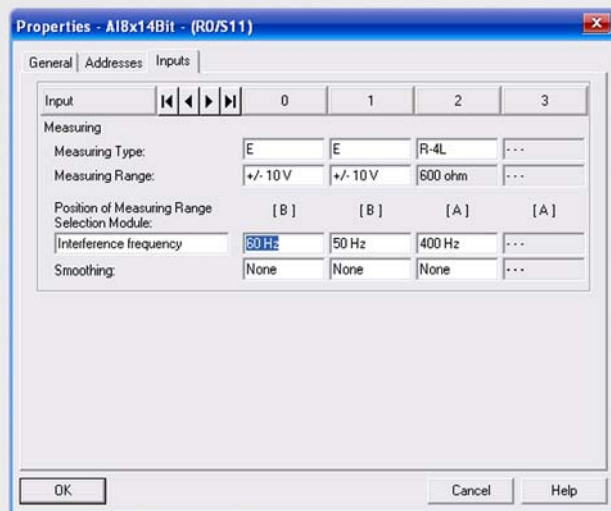 Properties - AI8x14Bit - (R0/S11)
General Addresses Inputs
Input 0 1 2 3
Measuring
Measuring Type: E E R-4L ---
Measuring Range: +/- 10 V +/- 10 V 600 ohm ---
Position of Measuring Range
Selection Module: [ B ] [ B ] [ A ] [ A ]
Interference frequency 60 Hz 50 Hz 400 Hz ---
Smoothing: None None None ---
OK Cancel Help